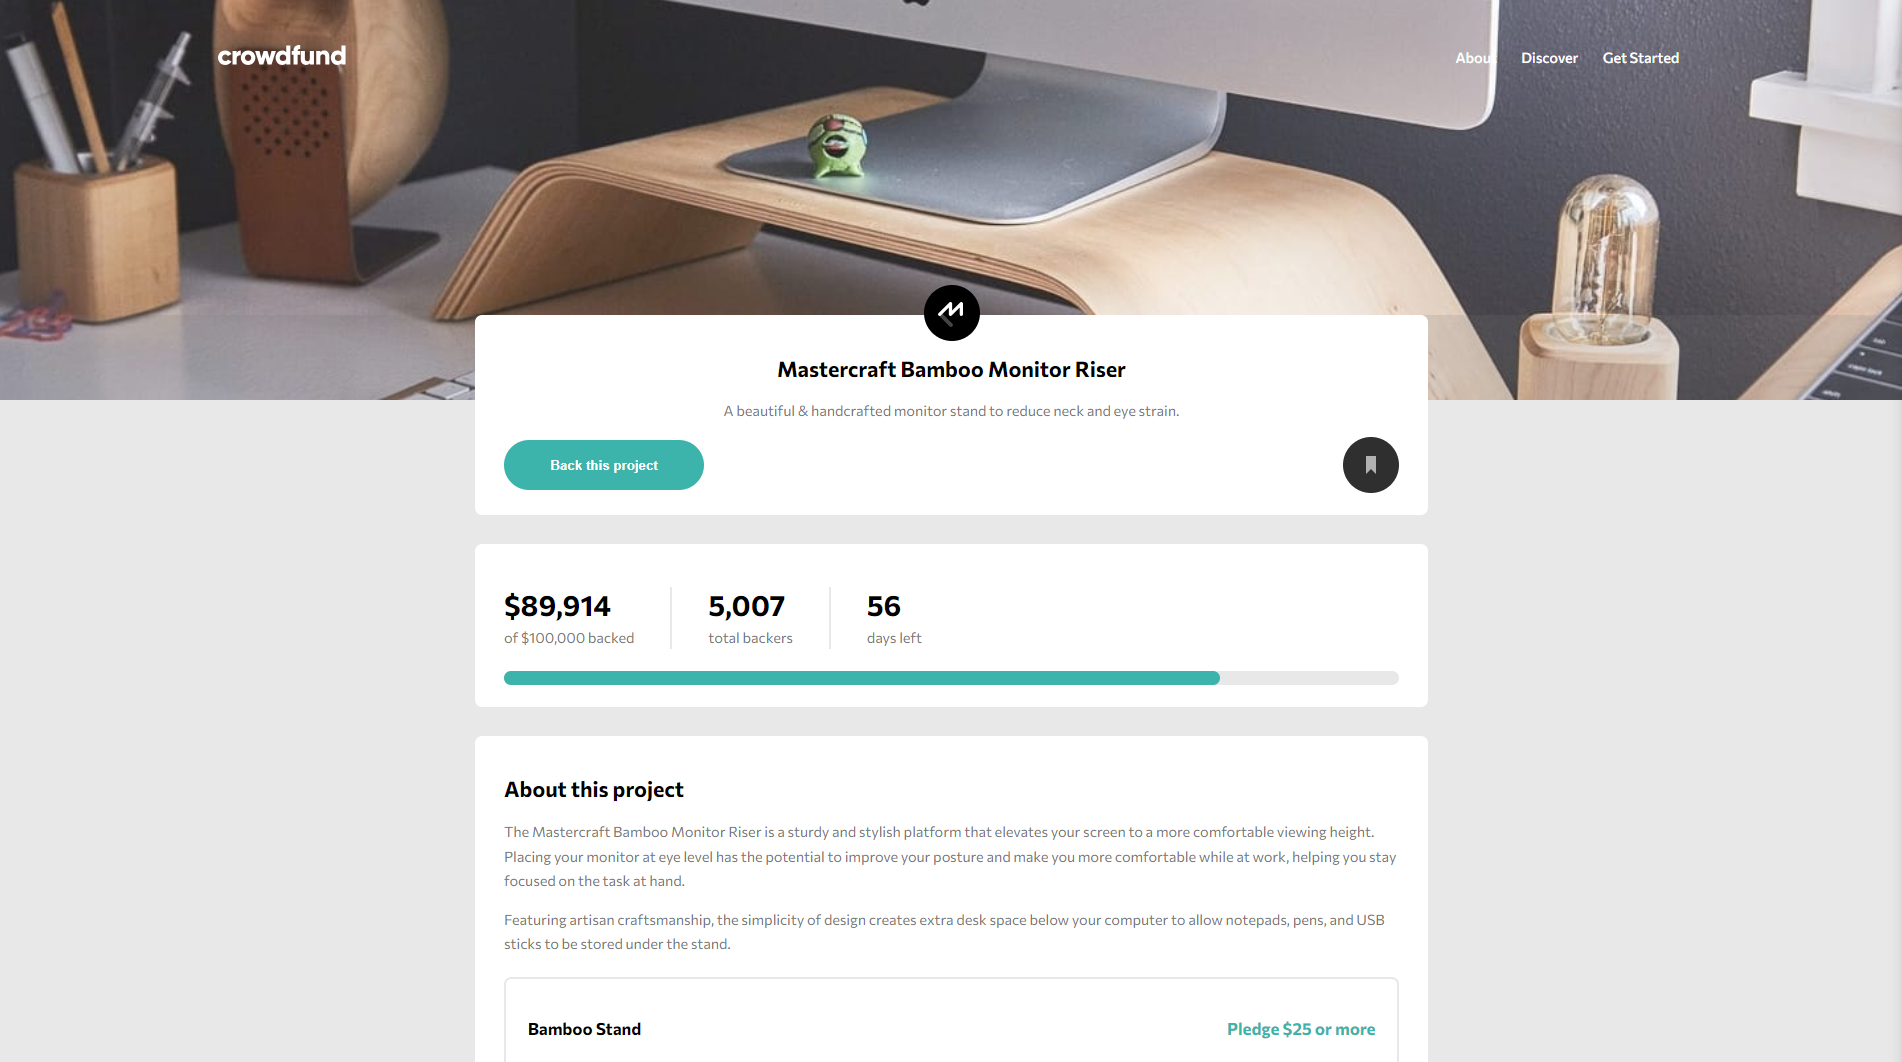 crowdfund
About Discover Get Started
Mastercraft Bamboo Monitor Riser
A beautiful & handcrafted monitor stand to reduce neck and eye strain.
Back this project
$89,914 5,007 56
of $100,000 backed total backers days left
About this project
The Mastercraft Bamboo Monitor Riser is a sturdy and stylish platform that elevates your screen to a more comfortable viewing height.
Placing your monitor at eye level has the potential to improve your posture and make you more comfortable while at work, helping you stay
focused on the task at hand.
Featuring artisan craftsmanship, the simplicity of design creates extra desk space below your computer to allow notepads, pens, and USB
sticks to be stored under the stand.
Bamboo Stand Pledge $25 or more